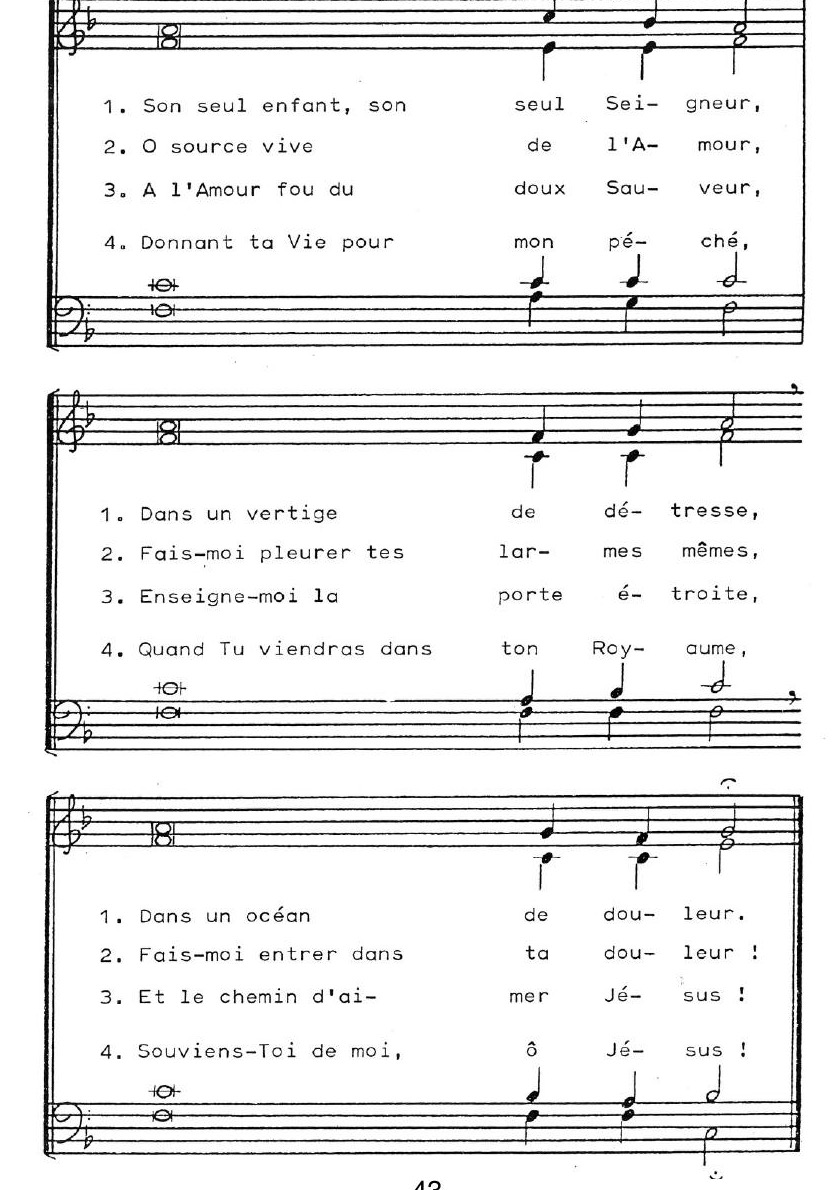 1. Son seul enfant, son seul Sei- gneur,
2. O source vive de l'A- mour,
3. A l'Amour fou du doux Sau- veur,
4. Donnant ta Vie pour mon pé- ché,
1. Dans un vertige de dé- tresse,
2. Fais-moi pleurer tes lar- mes mêmes,
3. Enseigne-moi la porte é- troite,
4. Quand Tu viendras dans ton Roy- aume,
1. Dans un océan de dou- leur.
2. Fais-moi entrer dans ta dou- leur !
3. Et le chemin d'ai- mer Jé- sus !
4. Souviens-Toi de moi, ô Jé- sus !